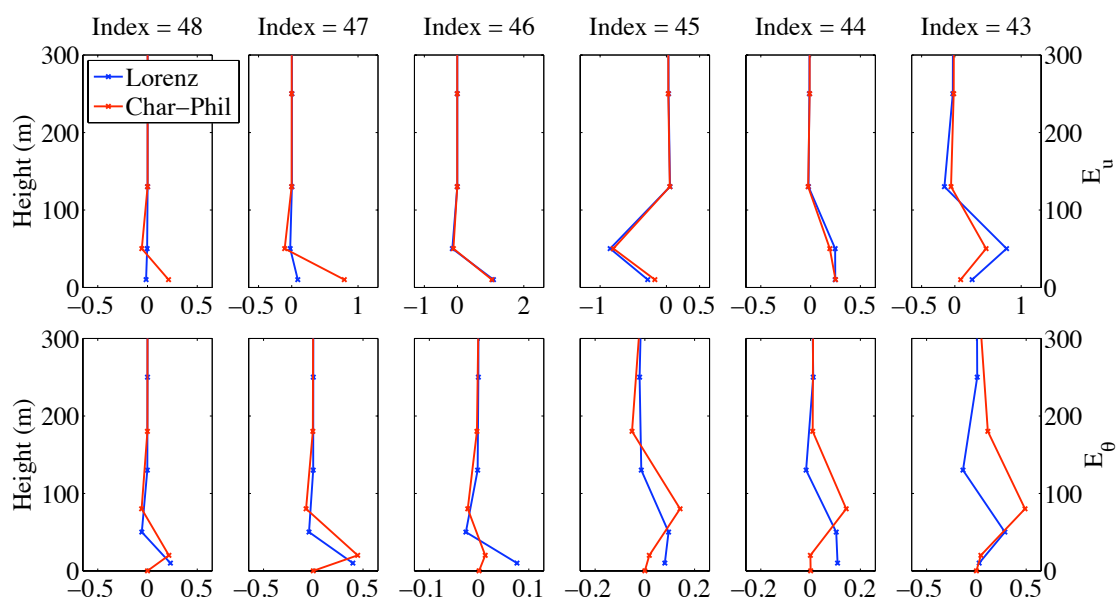 Index = 48 Index = 47 Index = 46 Index = 45 Index = 44 Index = 43
300 300
Lorenz
Char−Phil
200 200
Height (m) E_u
100 100
0 0
−0.5 0 0.5 0 1 −1 0 2 −1 0 0.5 −0.2 0 0.2 0 1
300 300
200 200
Height (m) E_θ
100 100
0 0
−0.5 0 0.5 −0.5 0 0.5 −0.1 0 0.1 −0.2 0 0.2 −0.2 0 0.2 −0.5 0 0.5